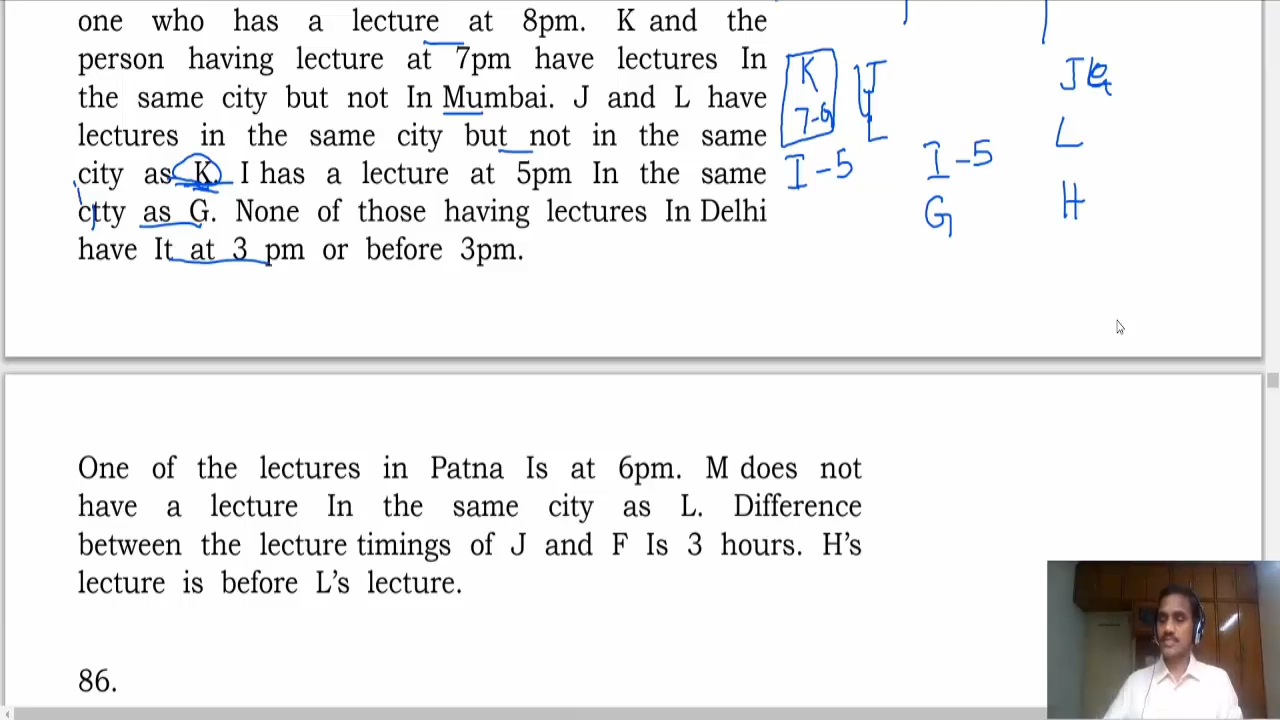 one who has a lecture at 8pm. K and the
person having lecture at 7pm have lectures In
the same city but not In Mumbai. J and L have
lectures in the same city but not in the same
city as K. I has a lecture at 5pm In the same
city as G. None of those having lectures In Delhi
have It at 3 pm or before 3pm.
K
7-G
J
L
I-5
I-5
G
J
L
H
One of the lectures in Patna Is at 6pm. M does not
have a lecture In the same city as L. Difference
between the lecture timings of J and F Is 3 hours. H's
lecture is before L's lecture.
86.